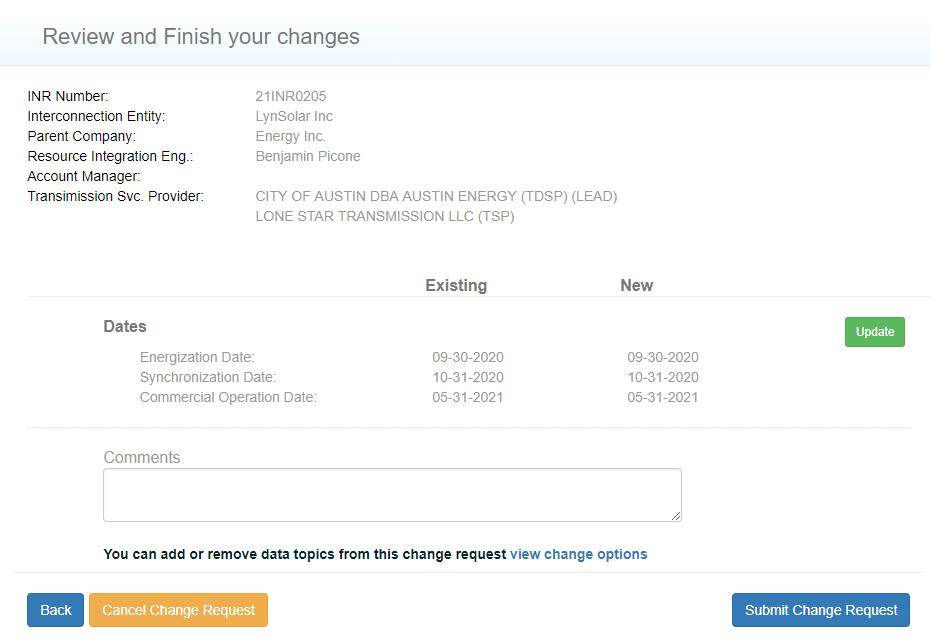 Review and Finish your changes
INR Number: 21INR0205
Interconnection Entity: LynSolar Inc
Parent Company: Energy Inc.
Resource Integration Eng.: Benjamin Picone
Account Manager:
Transimission Svc. Provider: CITY OF AUSTIN DBA AUSTIN ENERGY (TDSP) (LEAD)
LONE STAR TRANSMISSION LLC (TSP)
Existing New
Dates Update
Energization Date: 09-30-2020 09-30-2020
Synchronization Date: 10-31-2020 10-31-2020
Commercial Operation Date: 05-31-2021 05-31-2021
Comments
You can add or remove data topics from this change request view change options
Back Cancel Change Request Submit Change Request